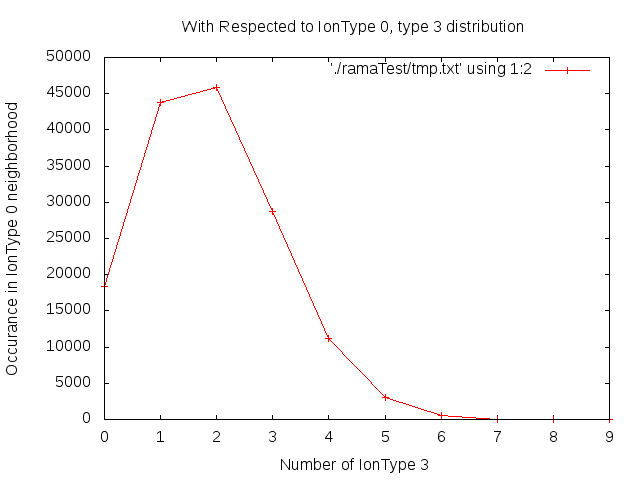 With Respected to IonType 0, type 3 distribution
'./ramaTest/tmp.txt' using 1:2
50000
45000
40000
35000
30000
25000
20000
15000
10000
5000
0
Occurance in IonType 0 neighborhood
0 1 2 3 4 5 6 7 8 9
Number of IonType 3